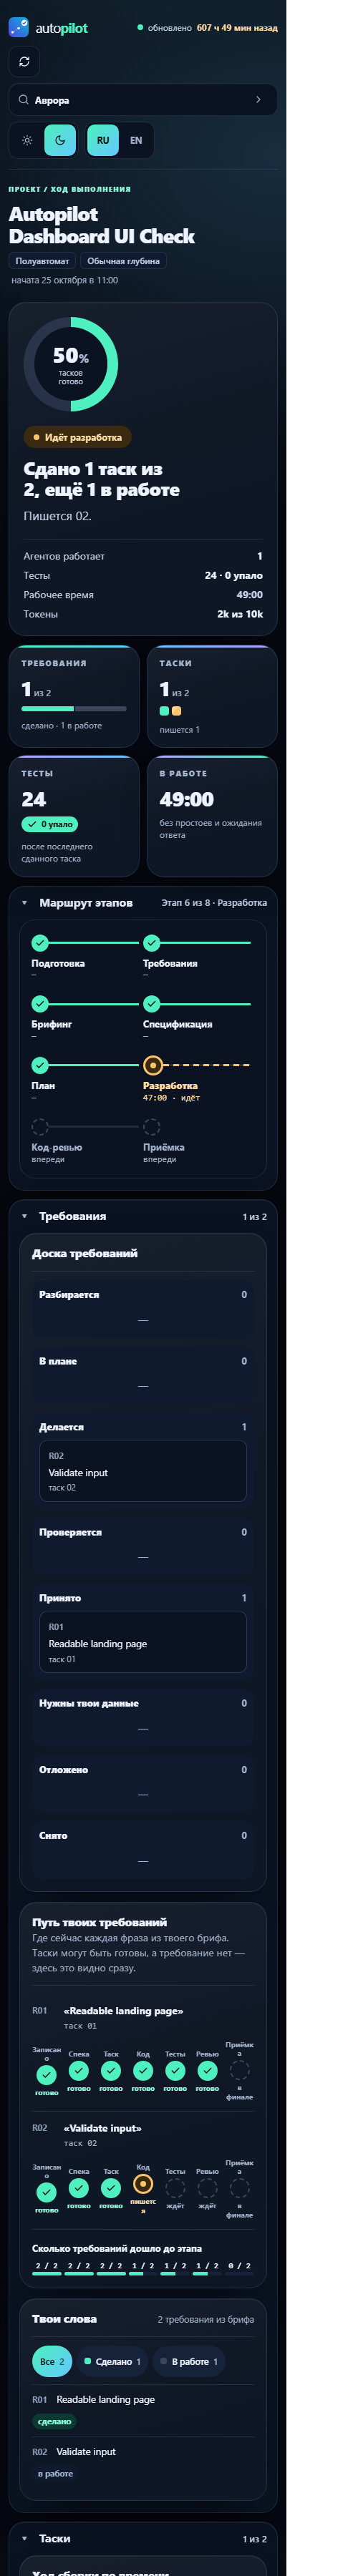 autopilot
обновлено 607 ч 49 мин назад
Аврора
RU EN
ПРОЕКТ / ХОД ВЫПОЛНЕНИЯ
Autopilot
Dashboard UI Check
Полуавтомат Обычная глубина
начата 25 октября в 11:00
50%
тасков
готово
Идёт разработка
Сдано 1 таск из
2, ещё 1 в работе
Пишется 02.
Агентов работает 1
Тесты 24 · 0 упало
Рабочее время 49:00
Токены 2k из 10k
ТРЕБОВАНИЯ
1 из 2
сделано · 1 в работе
ТАСКИ
1 из 2
пишется 1
ТЕСТЫ
24
0 упало
после последнего
сданного таска
В РАБОТЕ
49:00
без простоев и ожидания
ответа
Маршрут этапов Этап 6 из 8 · Разработка
Подготовка Требования
— —
Брифинг Спецификация
— —
План Разработка
— 47:00 · идёт
Код-ревью Приёмка
впереди впереди
Требования 1 из 2
Доска требований
Разбирается 0
—
В плане 0
—
Делается 1
R02
Validate input
таск 02
Проверяется 0
—
Принято 1
R01
Readable landing page
таск 01
Нужны твои данные 0
—
Отложено 0
—
Снято 0
—
Путь твоих требований
Где сейчас каждая фраза из твоего брифа.
Таски могут быть готовы, а требование нет —
здесь это видно сразу.
R01 «Readable landing page»
таск 01
Записан
о Спека Таск Код Тесты Ревью Приёмк
а
готово готово готово готово готово готово в
финале
R02 «Validate input»
таск 02
Записан
о Спека Таск Код Тесты Ревью Приёмк
а
готово готово готово пишетс
я ждёт ждёт в
финале
Сколько требований дошло до этапа
2 / 2 2 / 2 2 / 2 1 / 2 1 / 2 1 / 2 0 / 2
Твои слова 2 требования из брифа
Все 2 Сделано 1 В работе 1
R01 Readable landing page
сделано
R02 Validate input
в работе
Таски 1 из 2